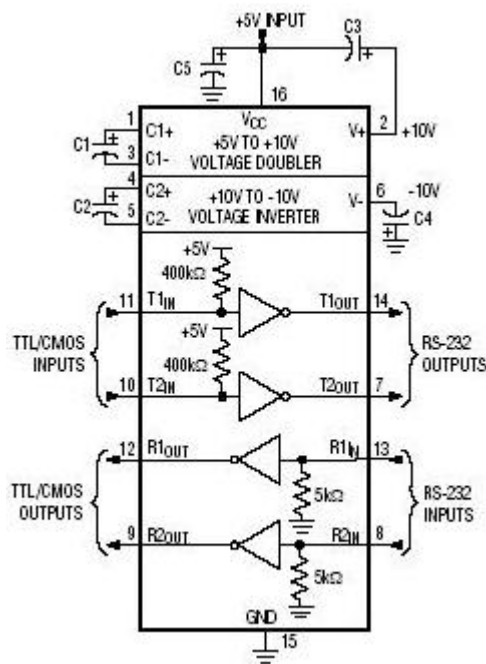 +5V INPUT
C3
+
C5
+
16
VCC
1
C1+
C1
+
3
C1-
+5V TO +10V
VOLTAGE DOUBLER
V+
2
+10V
4
C2+
C2
+
5
C2-
+10V TO -10V
VOLTAGE INVERTER
V-
6
-10V
C4
+
+5V
400kΩ
11
T1IN
T1OUT
14
+5V
400kΩ
TTL/CMOS
INPUTS
RS-232
OUTPUTS
10
T2IN
T2OUT
7
12
R1OUT
R1IN
13
5kΩ
TTL/CMOS
OUTPUTS
RS-232
INPUTS
9
R2OUT
R2IN
8
5kΩ
GND
15